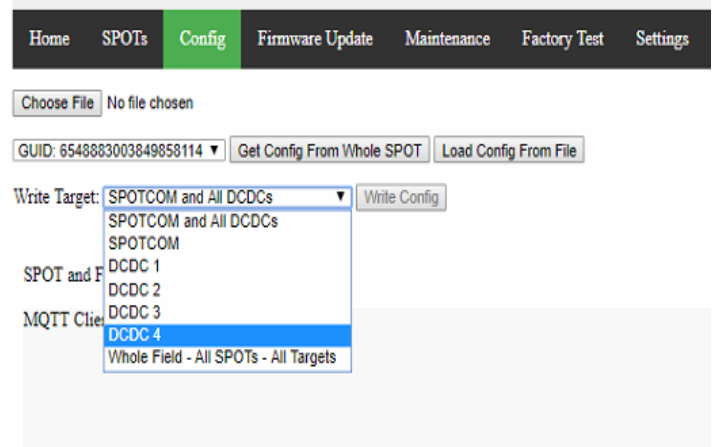 Home SPOTs Config Firmware Update Maintenance Factory Test Settings
Choose File No file chosen
GUID: 6548883003849858114 Get Config From Whole SPOT Load Config From File
Write Target: SPOTCOM and All DCDCs Write Config
SPOTCOM and All DCDCs
SPOTCOM
SPOT and F DCDC 1
DCDC 2
MQTT Clie DCDC 3
DCDC 4
Whole Field - All SPOTs - All Targets